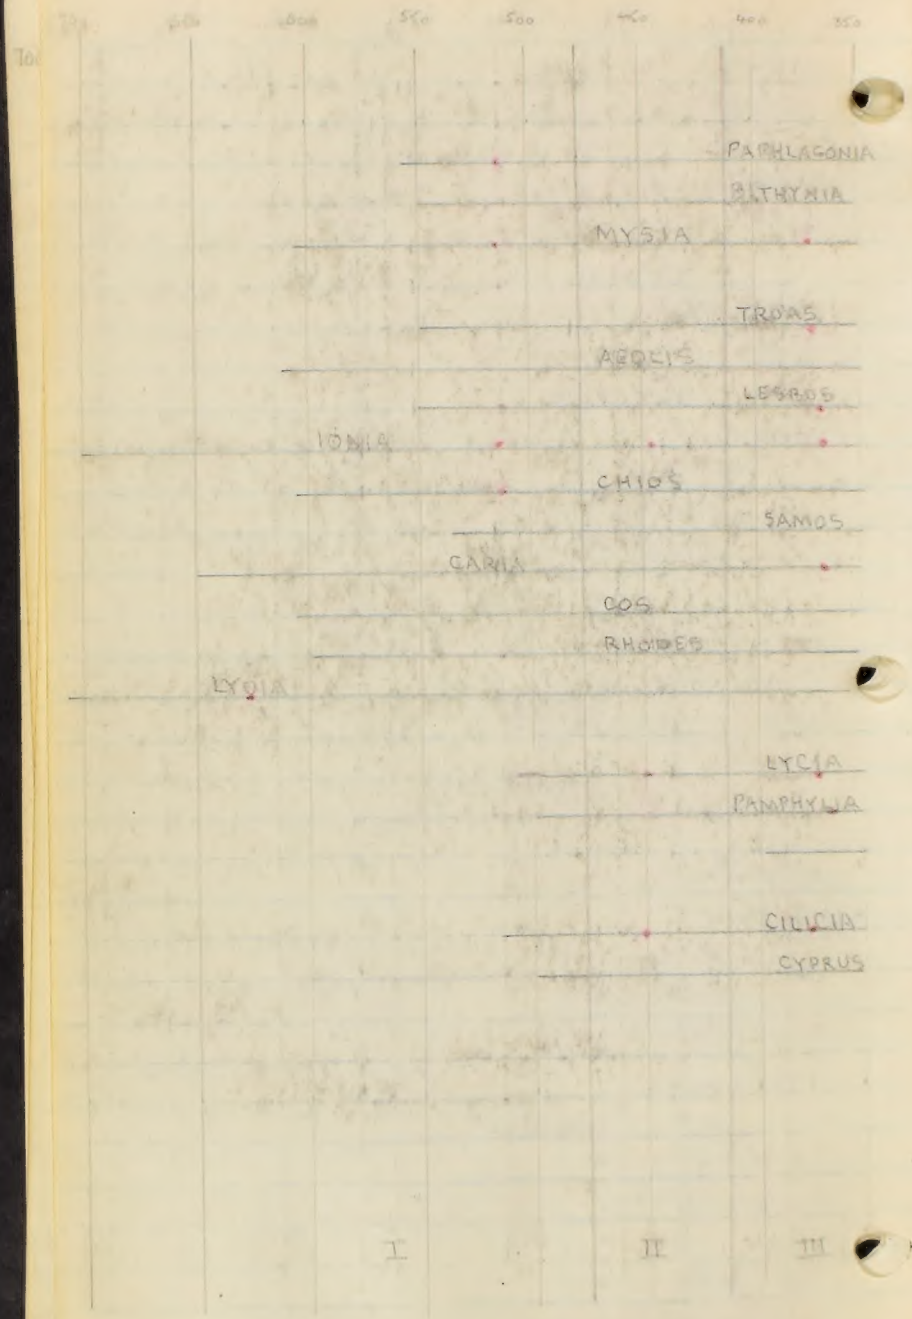 650 600 550 500 450 400 350
PAPHLAGONIA
BITHYNIA
MYSIA
TROAS
AEOLIS
LESBOS
IONIA
CHIOS
SAMOS
CARIA
COS
RHODES
LYDIA
LYCIA
PAMPHYLIA
CILICIA
CYPRUS
I II III